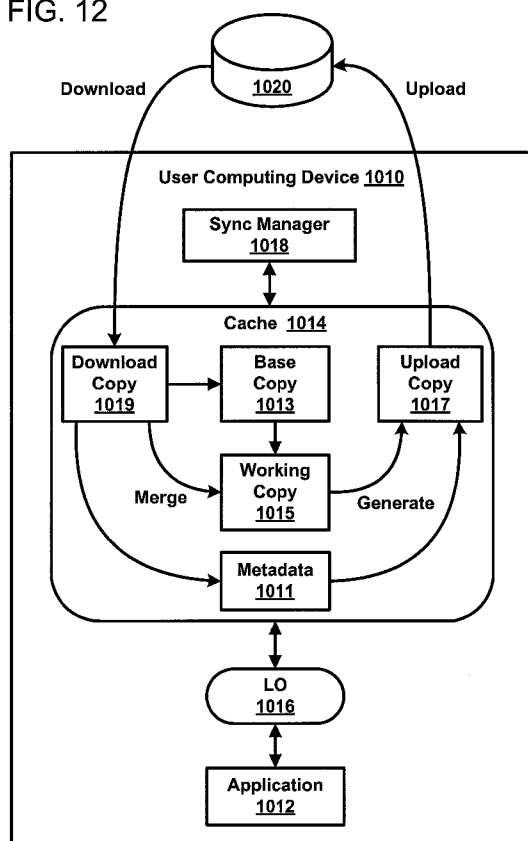 FIG. 12
1020
Download
Upload
User Computing Device 1010
Sync Manager
1018
Cache 1014
Download
Copy
1019
Base
Copy
1013
Upload
Copy
1017
Working
Copy
1015
Merge
Generate
Metadata
1011
LO
1016
Application
1012